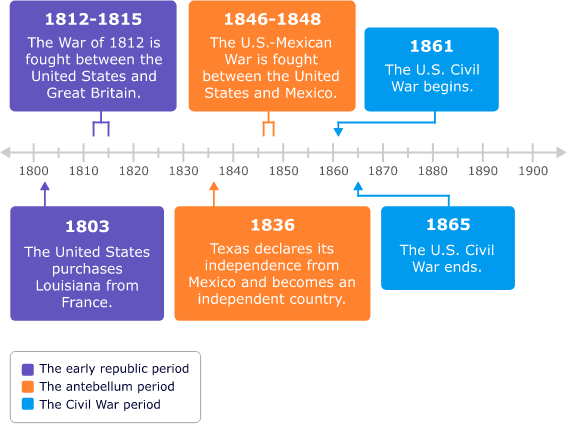 1812-1815
The War of 1812 is
fought between the
United States and
Great Britain.
1846-1848
The U.S.-Mexican
War is fought
between the United
States and Mexico.
1861
The U.S. Civil
War begins.
1800 1810 1820 1830 1840 1850 1860 1870 1880 1890 1900
1803
The United States
purchases
Louisiana from
France.
1836
Texas declares its
independence from
Mexico and becomes an
independent country.
1865
The U.S. Civil
War ends.
The early republic period
The antebellum period
The Civil War period